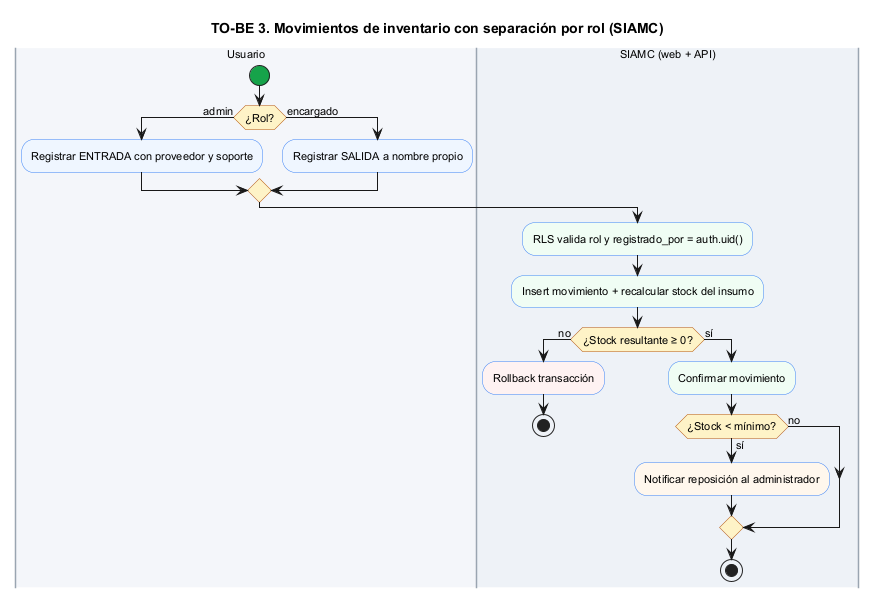 TO-BE 3. Movimientos de inventario con separación por rol (SIAMC)
Usuario
SIAMC (web + API)
¿Rol?
admin
encargado
Registrar ENTRADA con proveedor y soporte
Registrar SALIDA a nombre propio
RLS valida rol y registrado_por = auth.uid()
Insert movimiento + recalcular stock del insumo
¿Stock resultante ≥ 0?
no
sí
Rollback transacción
Confirmar movimiento
¿Stock < mínimo?
no
sí
Notificar reposición al administrador